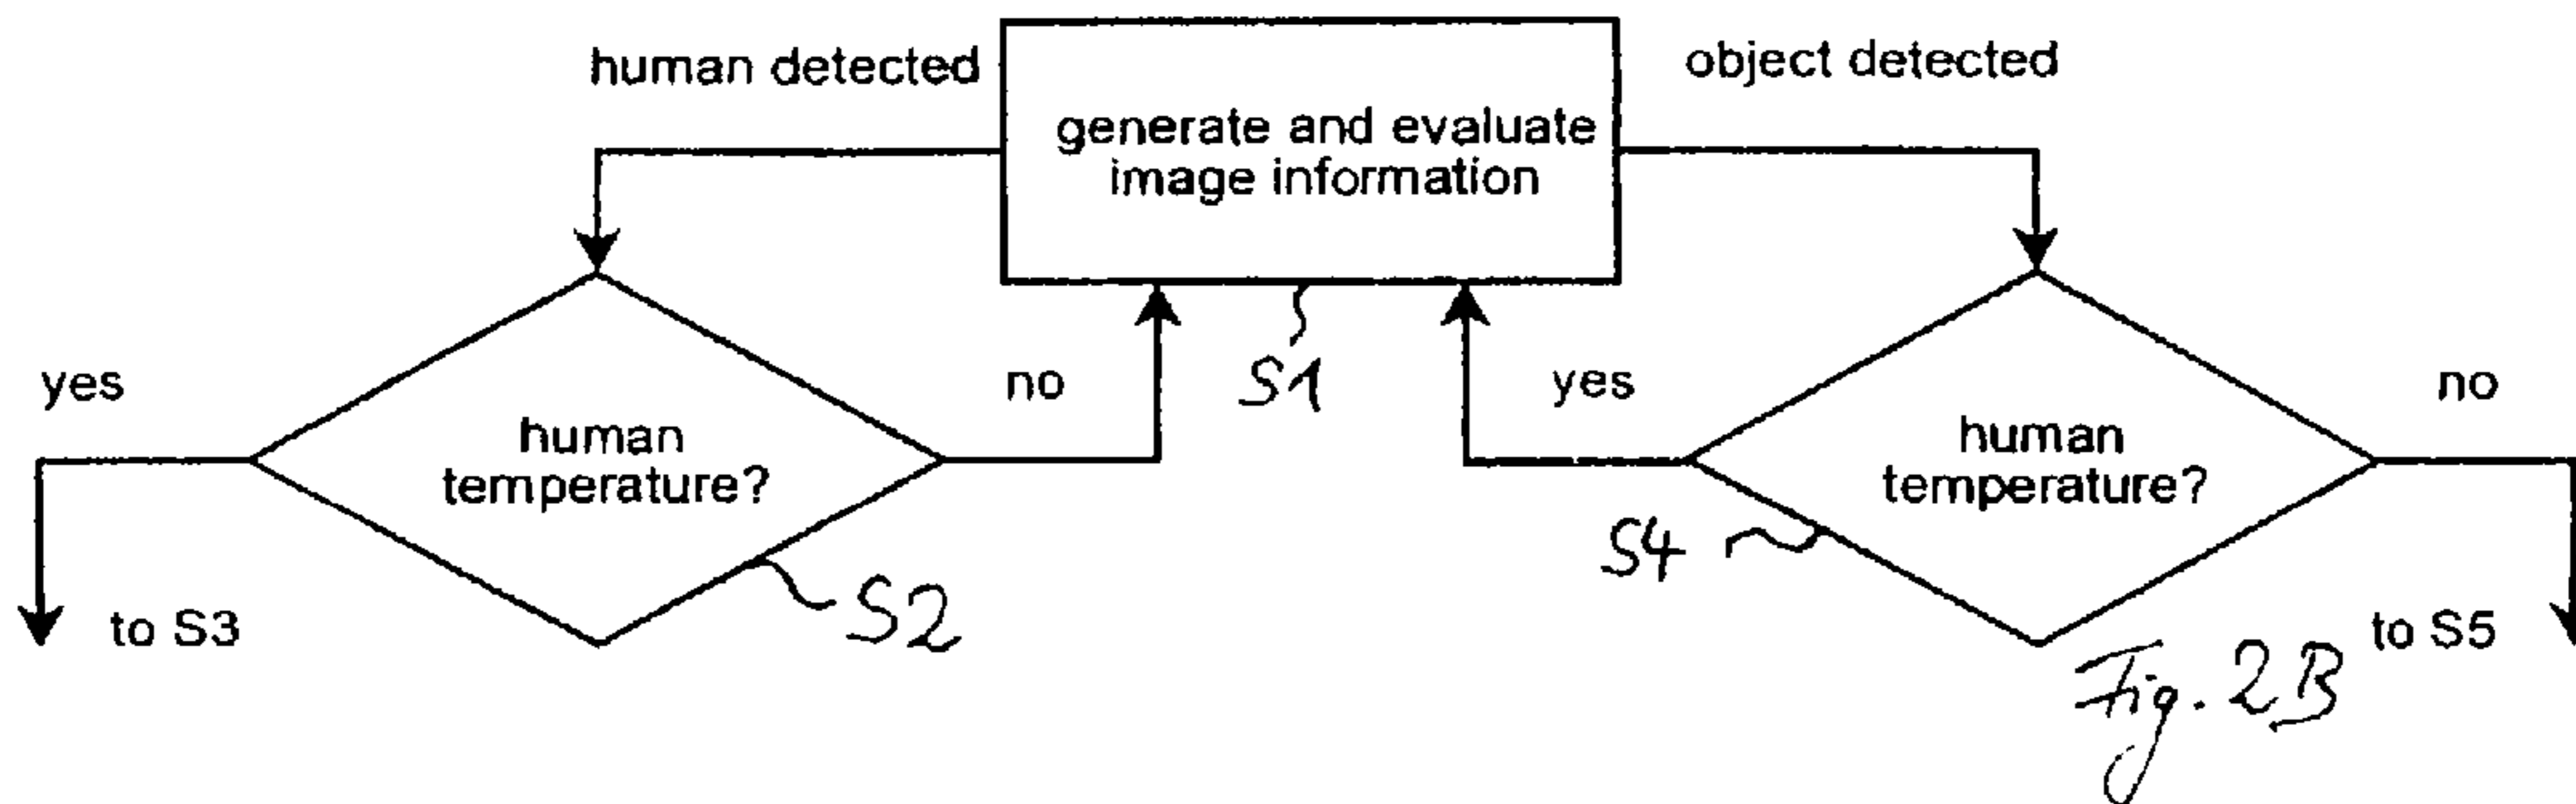 human detected
object detected
generate and evaluate
image information
yes
no
S1
yes
no
human
temperature?
human
temperature?
S4
S2
to S3
to S5
Fig. 2B